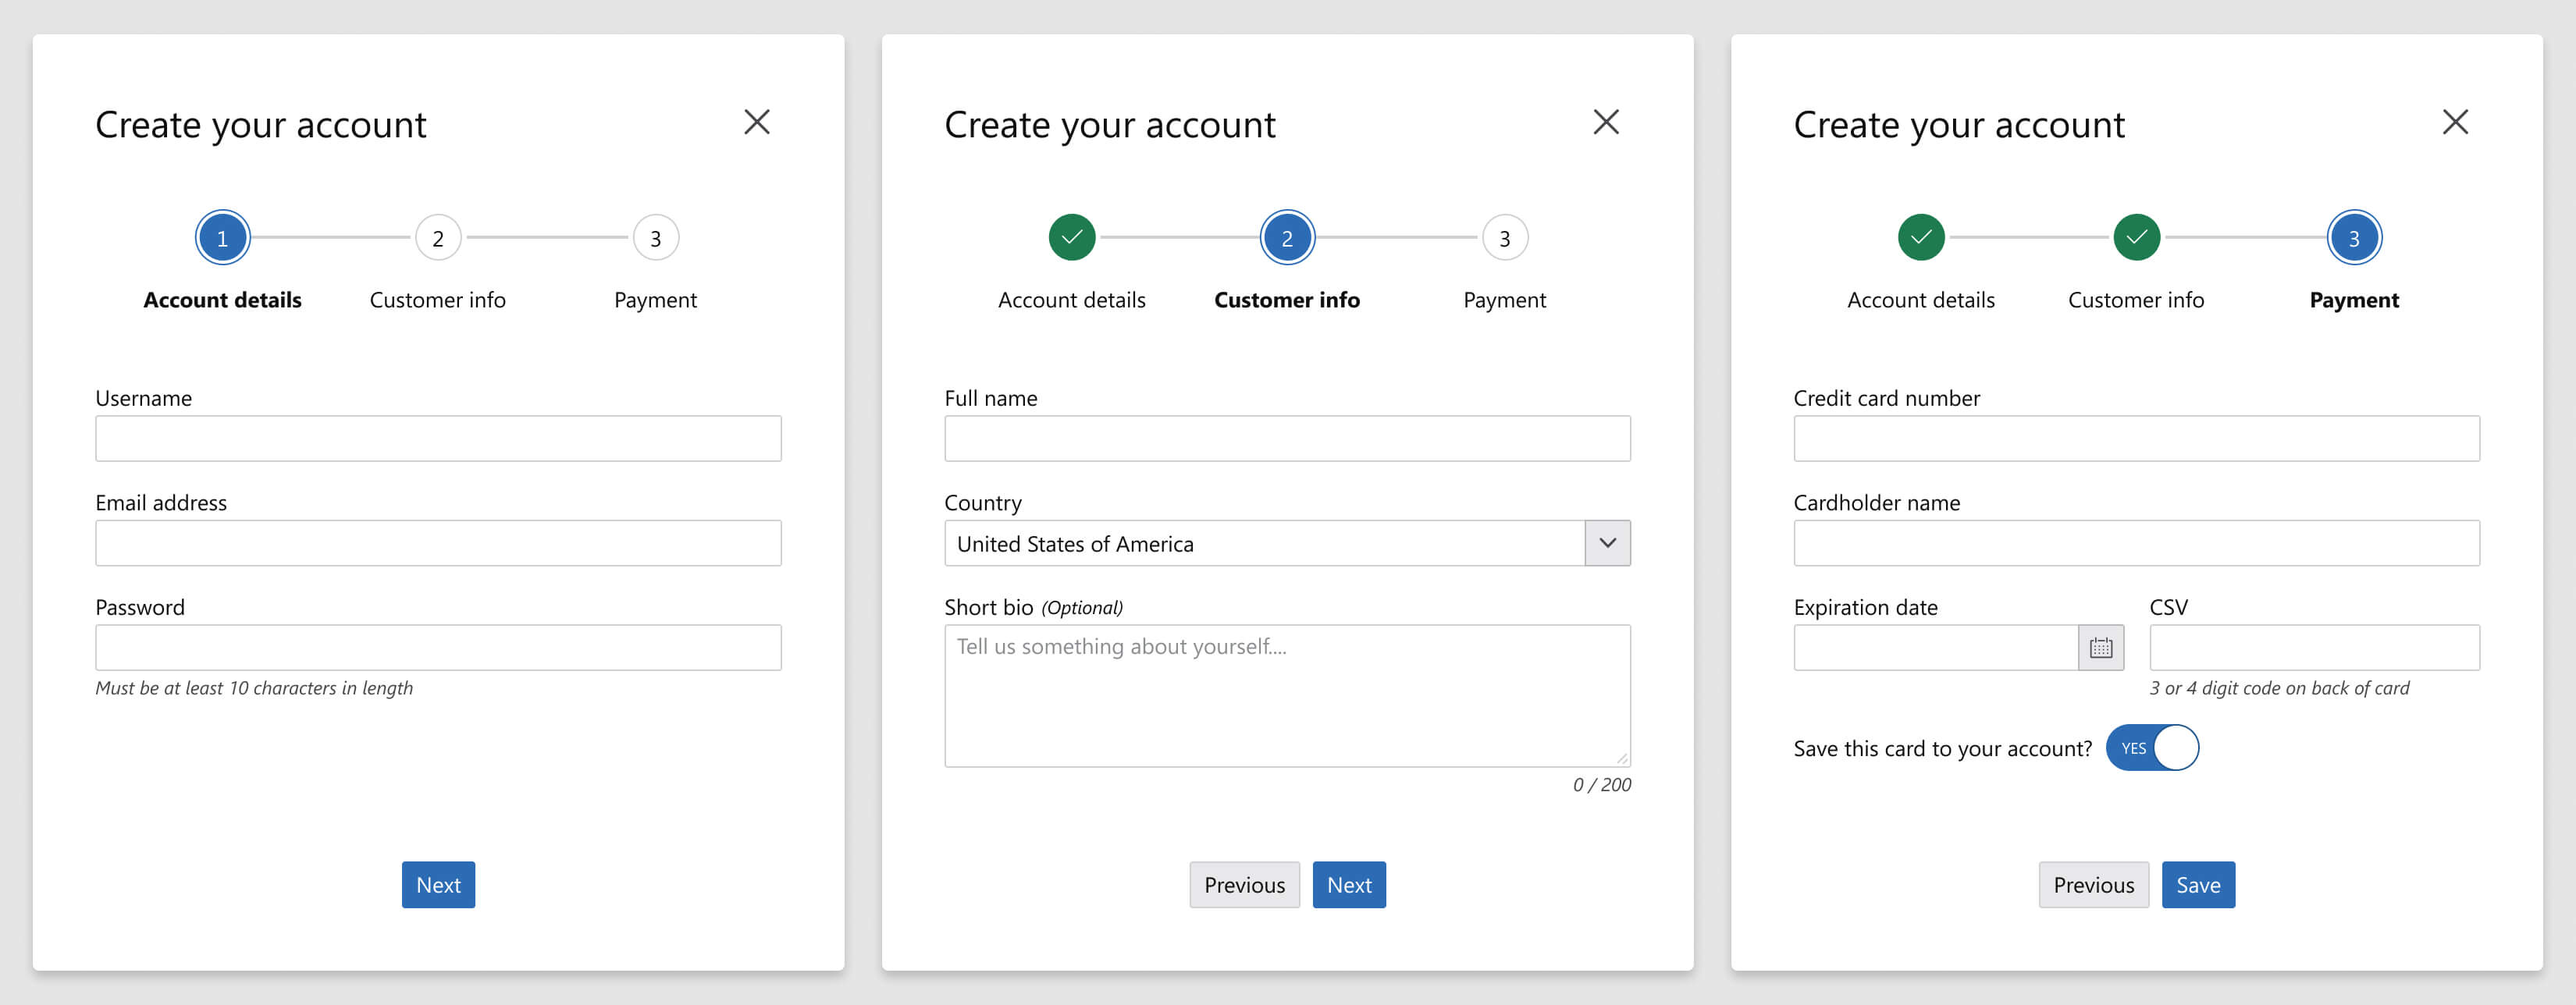 Create your account
1
2
3
Account details
Customer info
Payment
Username
Email address
Password
Must be at least 10 characters in length
Next
Create your account
2
3
Account details
Customer info
Payment
Full name
Country
United States of America
Short bio (Optional)
Tell us something about yourself....
0 / 200
Previous
Next
Create your account
3
Account details
Customer info
Payment
Credit card number
Cardholder name
Expiration date
CSV
3 or 4 digit code on back of card
Save this card to your account?
YES
Previous
Save